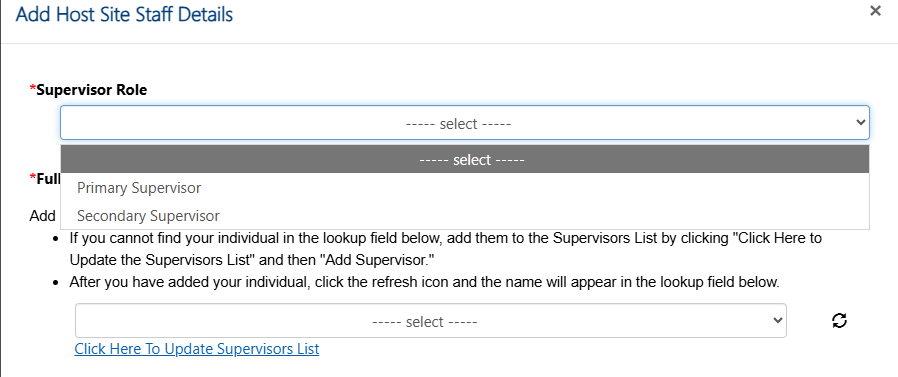 Add Host Site Staff Details
×
*Supervisor Role
----- select -----
----- select -----
Primary Supervisor
Secondary Supervisor
*Full
Add
• If you cannot find your individual in the lookup field below, add them to the Supervisors List by clicking "Click Here to
Update the Supervisors List" and then "Add Supervisor."
• After you have added your individual, click the refresh icon and the name will appear in the lookup field below.
----- select -----
Click Here To Update Supervisors List